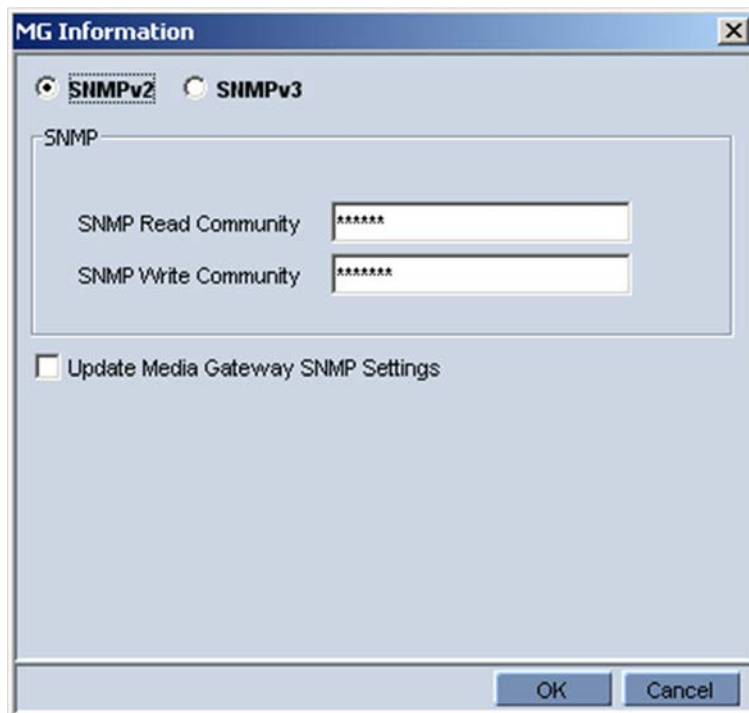 MG Information
SNMPv2 SNMPv3
SNMP
SNMP Read Community ******
SNMP Write Community *******
Update Media Gateway SNMP Settings
OK Cancel